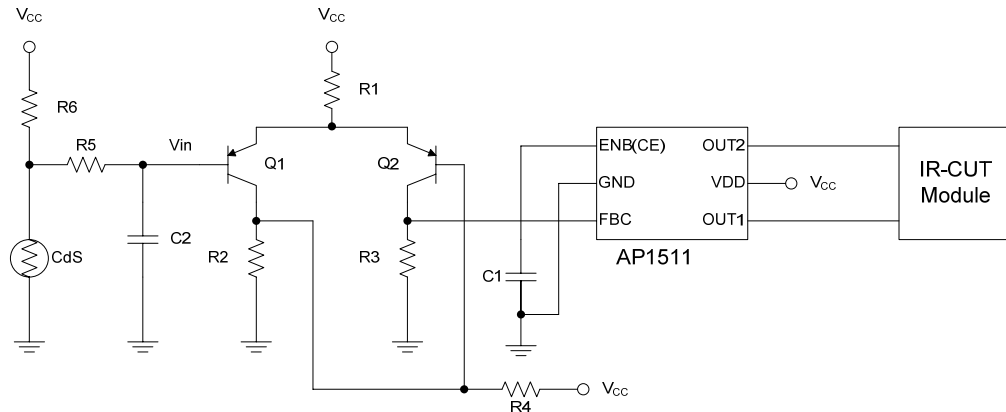 VCC
VCC
R6
R1
R5
Vin
Q1
Q2
ENB(CE)
OUT2
GND
VDD
VCC
FBC
OUT1
IR-CUT
Module
CdS
C2
R2
R3
C1
AP1511
R4
VCC